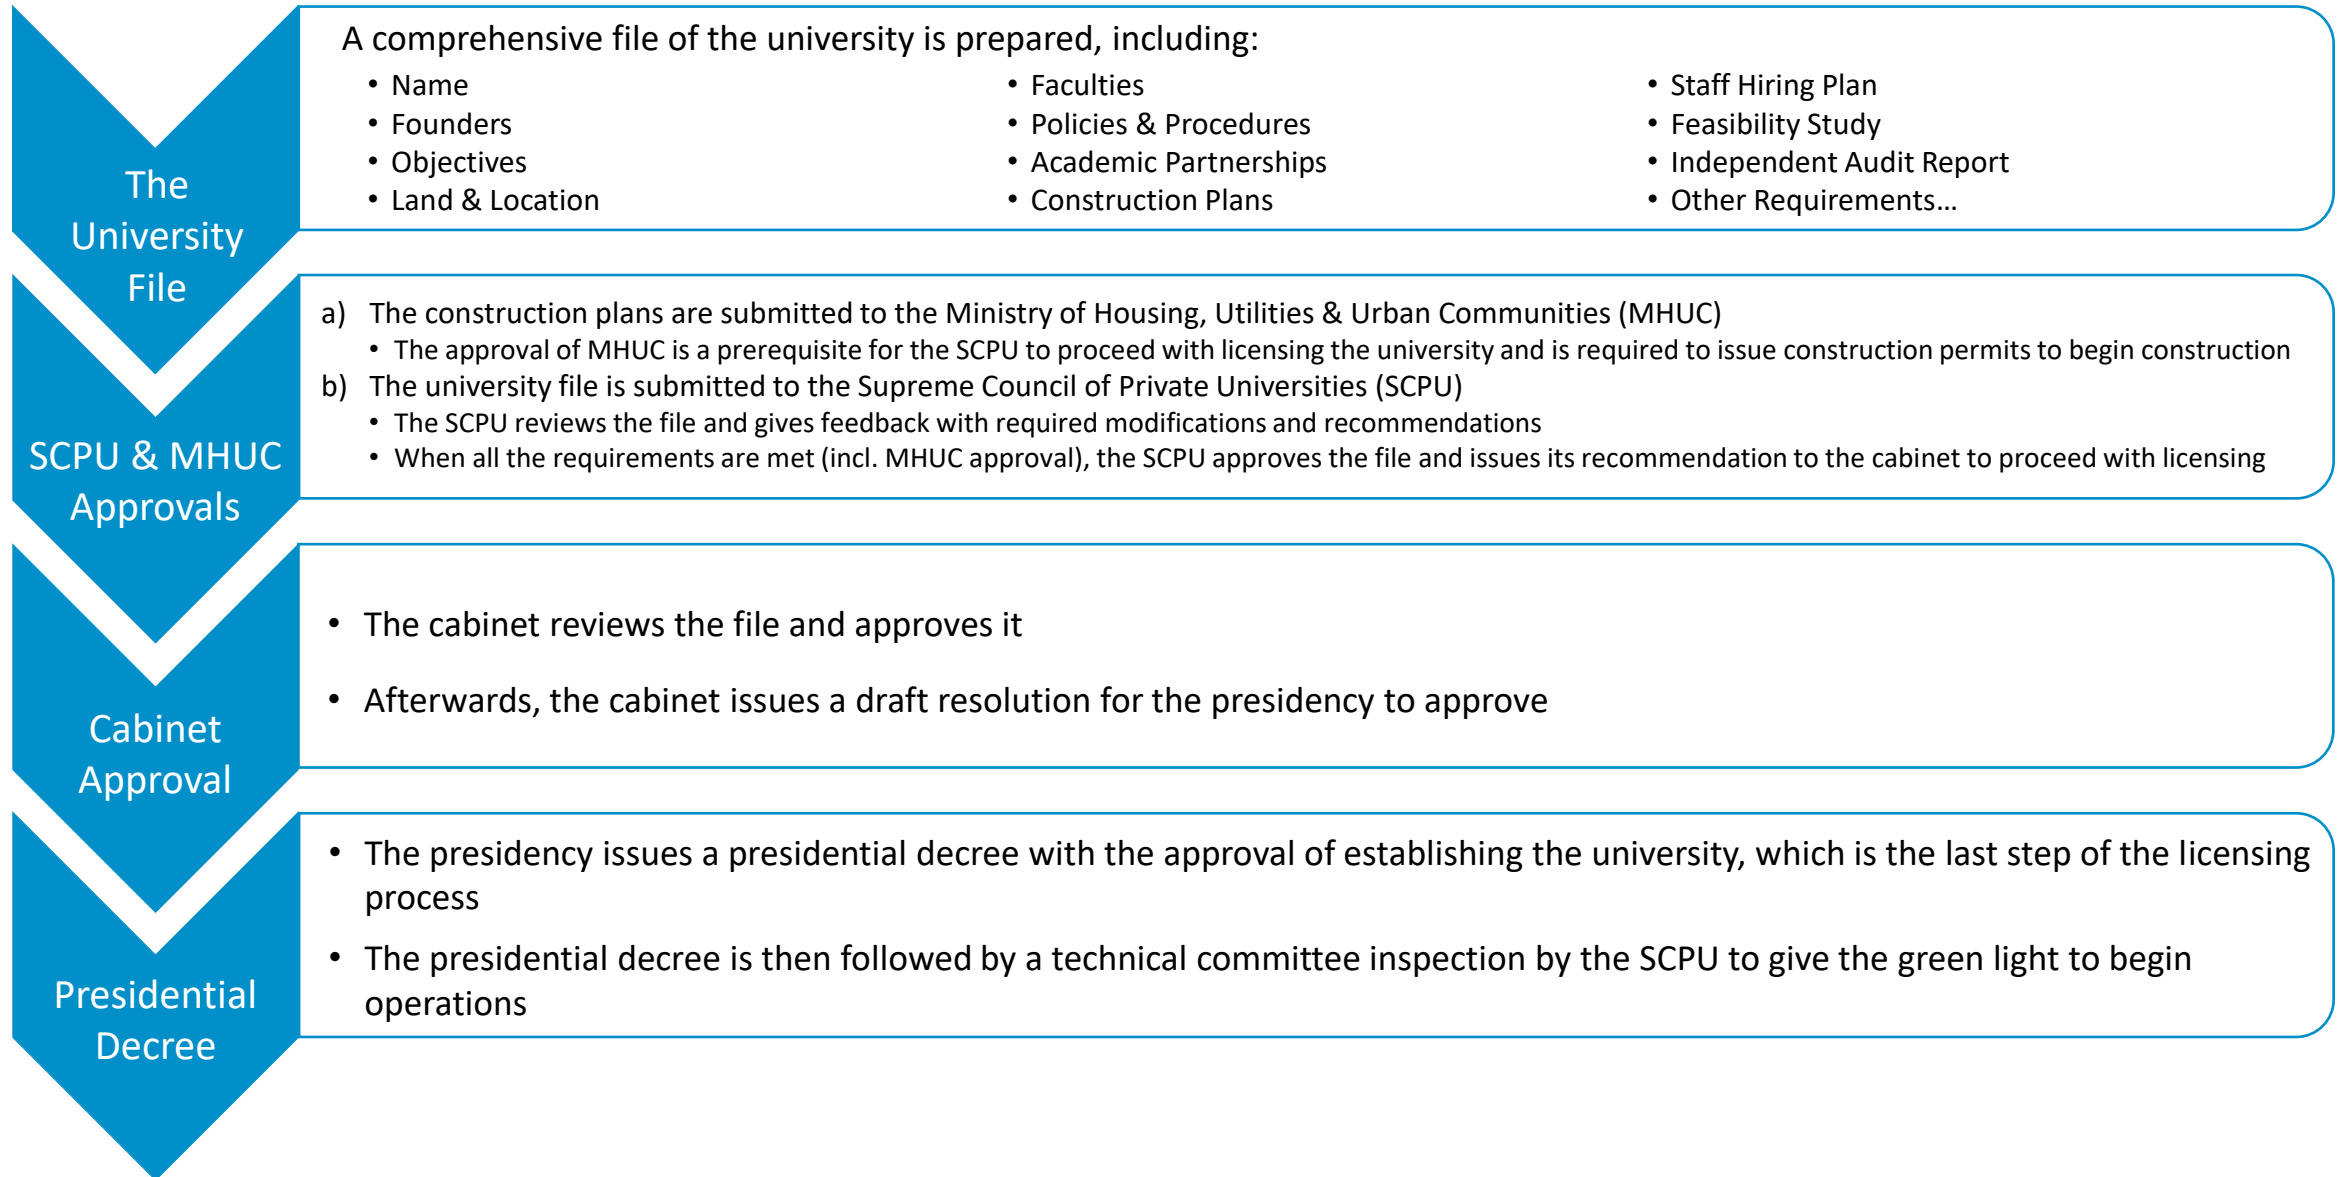 The
University
File
A comprehensive file of the university is prepared, including:
• Name
• Founders
• Objectives
• Land & Location
• Faculties
• Policies & Procedures
• Academic Partnerships
• Construction Plans
• Staff Hiring Plan
• Feasibility Study
• Independent Audit Report
• Other Requirements…
SCPU & MHUC
Approvals
a) The construction plans are submitted to the Ministry of Housing, Utilities & Urban Communities (MHUC)
• The approval of MHUC is a prerequisite for the SCPU to proceed with licensing the university and is required to issue construction permits to begin construction
b) The university file is submitted to the Supreme Council of Private Universities (SCPU)
• The SCPU reviews the file and gives feedback with required modifications and recommendations
• When all the requirements are met (incl. MHUC approval), the SCPU approves the file and issues its recommendation to the cabinet to proceed with licensing
Cabinet
Approval
• The cabinet reviews the file and approves it
• Afterwards, the cabinet issues a draft resolution for the presidency to approve
Presidential
Decree
• The presidency issues a presidential decree with the approval of establishing the university, which is the last step of the licensing
process
• The presidential decree is then followed by a technical committee inspection by the SCPU to give the green light to begin
operations